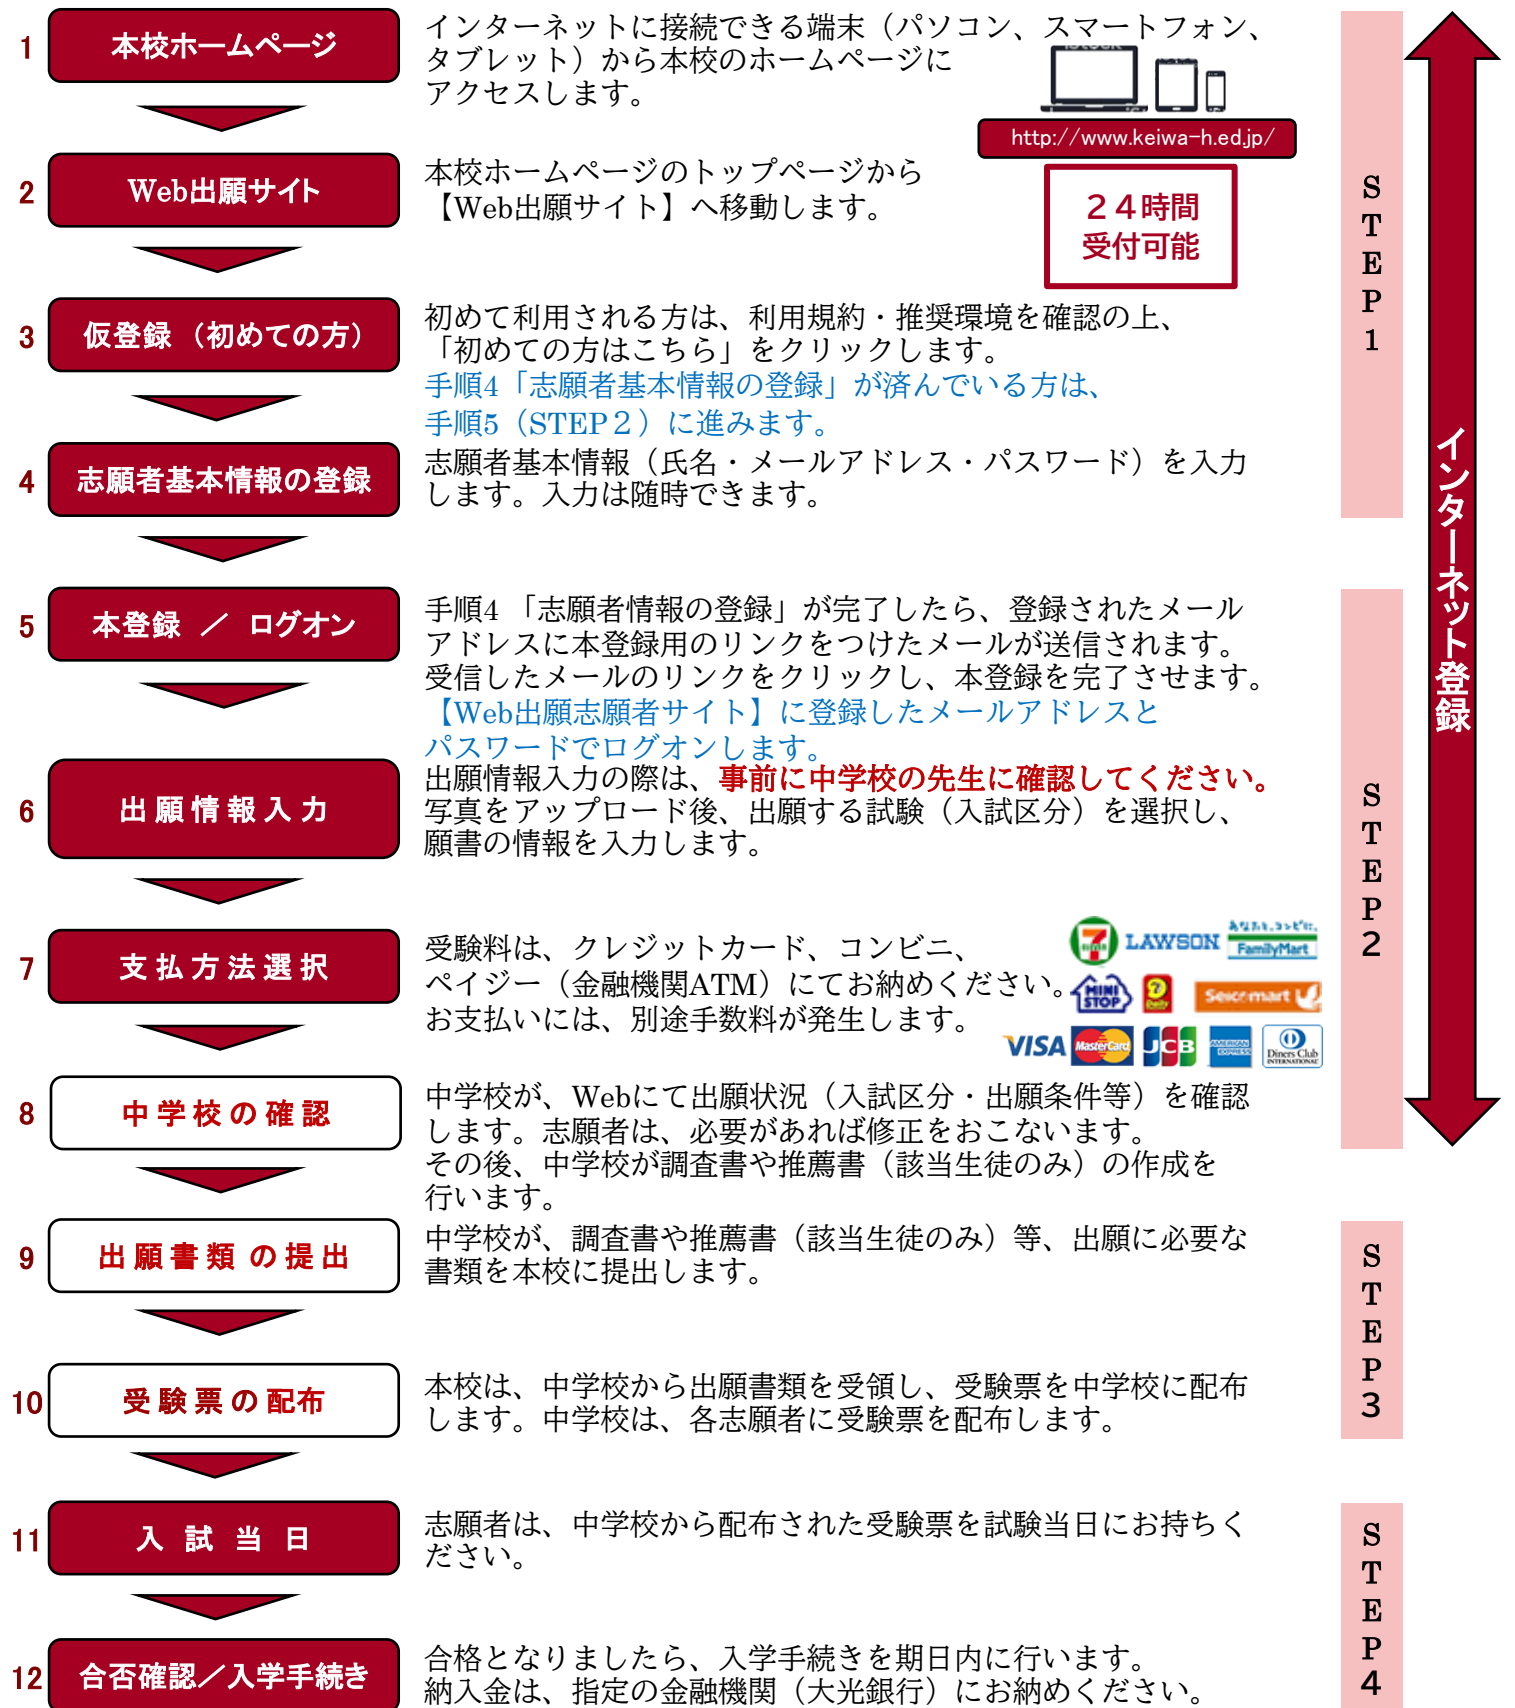 1
本校ホームページ
インターネットに接続できる端末（パソコン、スマートフォン、
タブレット）から本校のホームページに
アクセスします。
http://www.keiwa-h.ed.jp/
2
Web出願サイト
本校ホームページのトップページから
【Web出願サイト】へ移動します。
２４時間
受付可能
3
仮登録（初めての方）
初めて利用される方は、利用規約・推奨環境を確認の上、
「初めての方はこちら」をクリックします。
手順4「志願者基本情報の登録」が済んでいる方は、
手順5（STEP２）に進みます。
4
志願者基本情報の登録
志願者基本情報（氏名・メールアドレス・パスワード）を入力
します。入力は随時できます。
STEP1
5
本登録 ／ ログオン
手順4 「志願者情報の登録」が完了したら、登録されたメール
アドレスに本登録用のリンクをつけたメールが送信されます。
受信したメールのリンクをクリックし、本登録を完了させます。
【Web出願志願者サイト】に登録したメールアドレスと
パスワードでログオンします。
6
出願情報入力
出願情報入力の際は、事前に中学校の先生に確認してください。
写真をアップロード後、出願する試験（入試区分）を選択し、
願書の情報を入力します。
7
支払方法選択
受験料は、クレジットカード、コンビニ、
ペイジー（金融機関ATM）にてお納めください。
お支払いには、別途手数料が発生します。
LAWSON
あなたと、コンビに、
FamilyMart
MINI
STOP
Daily
Seicomart
VISA
MasterCard
JCB
AMERICAN
EXPRESS
Diners Club
INTERNATIONAL
8
中学校の確認
中学校が、Webにて出願状況（入試区分・出願条件等）を確認
します。志願者は、必要があれば修正をおこないます。
その後、中学校が調査書や推薦書（該当生徒のみ）の作成を
行います。
STEP2
インターネット登録
9
出願書類 の提出
中学校が、調査書や推薦書（該当生徒のみ）等、出願に必要な
書類を本校に提出します。
10
受験票の配布
本校は、中学校から出願書類を受領し、受験票を中学校に配布
します。中学校は、各志願者に受験票を配布します。
STEP3
11
入 試 当 日
志願者は、中学校から配布された受験票を試験当日にお持ちく
ださい。
12
合否確認／入学手続き
合格となりましたら、入学手続きを期日内に行います。
納入金は、指定の金融機関（大光銀行）にお納めください。
STEP4